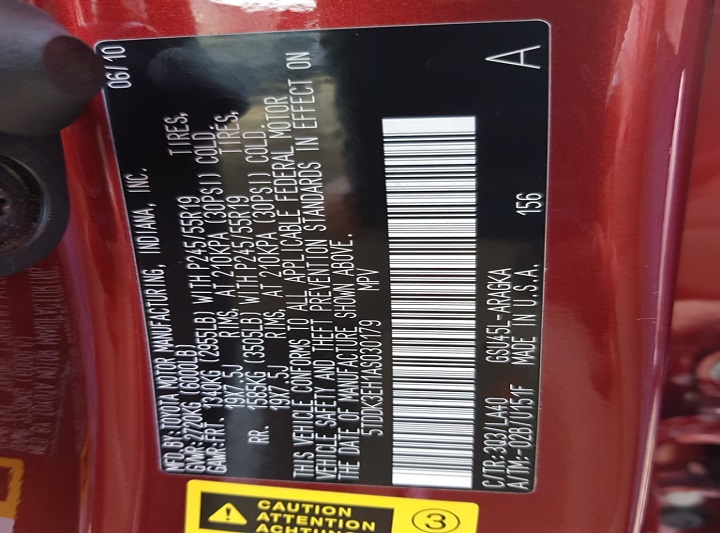 MFD.BY:TOYOTA MOTOR MANUFACTURING, INDIANA, INC. 06/10
GVWR-2720KG(6000LB)
GAWR-FRT. 1340KG (2955LB) WITH P245/55R19 TIRES,
19X7.5J RIMS, AT 210KPA (30PSI) COLD.
RR. 1585KG (3505LB) WITH P245/55R19 TIRES,
19X7.5J RIMS, AT 210KPA (30PSI) COLD.
THIS VEHICLE CONFORMS TO ALL APPLICABLE FEDERAL MOTOR
VEHICLE SAFETY AND THEFT PREVENTION STANDARDS IN EFFECT ON
THE DATE OF MANUFACTURE SHOWN ABOVE.
5TDDK3EH1AS030179 MPV
C/TR:3Q3/LA40 GSU45L-ARAGKA
A/TM:-02B/U151F MADE IN U.S.A. 156 A
CAUTION
ATTENTION
ACHTUNG
3